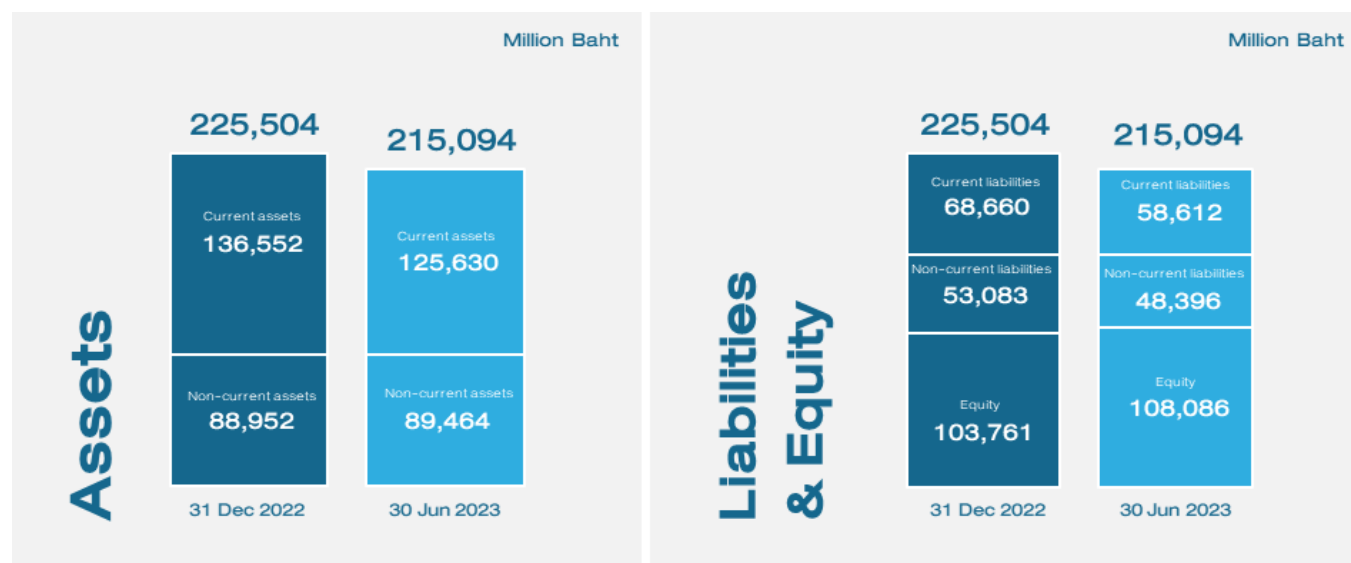 Million Baht
225,504
215,094
Current assets
136,552
Current assets
125,630
Non-current assets
88,952
Non-current assets
89,464
Assets
31 Dec 2022
30 Jun 2023
Million Baht
225,504
215,094
Current liabilities
68,660
Current liabilities
58,612
Non-current liabilities
53,083
Non-current liabilities
48,396
Equity
103,761
Equity
108,086
Liabilities
& Equity
31 Dec 2022
30 Jun 2023